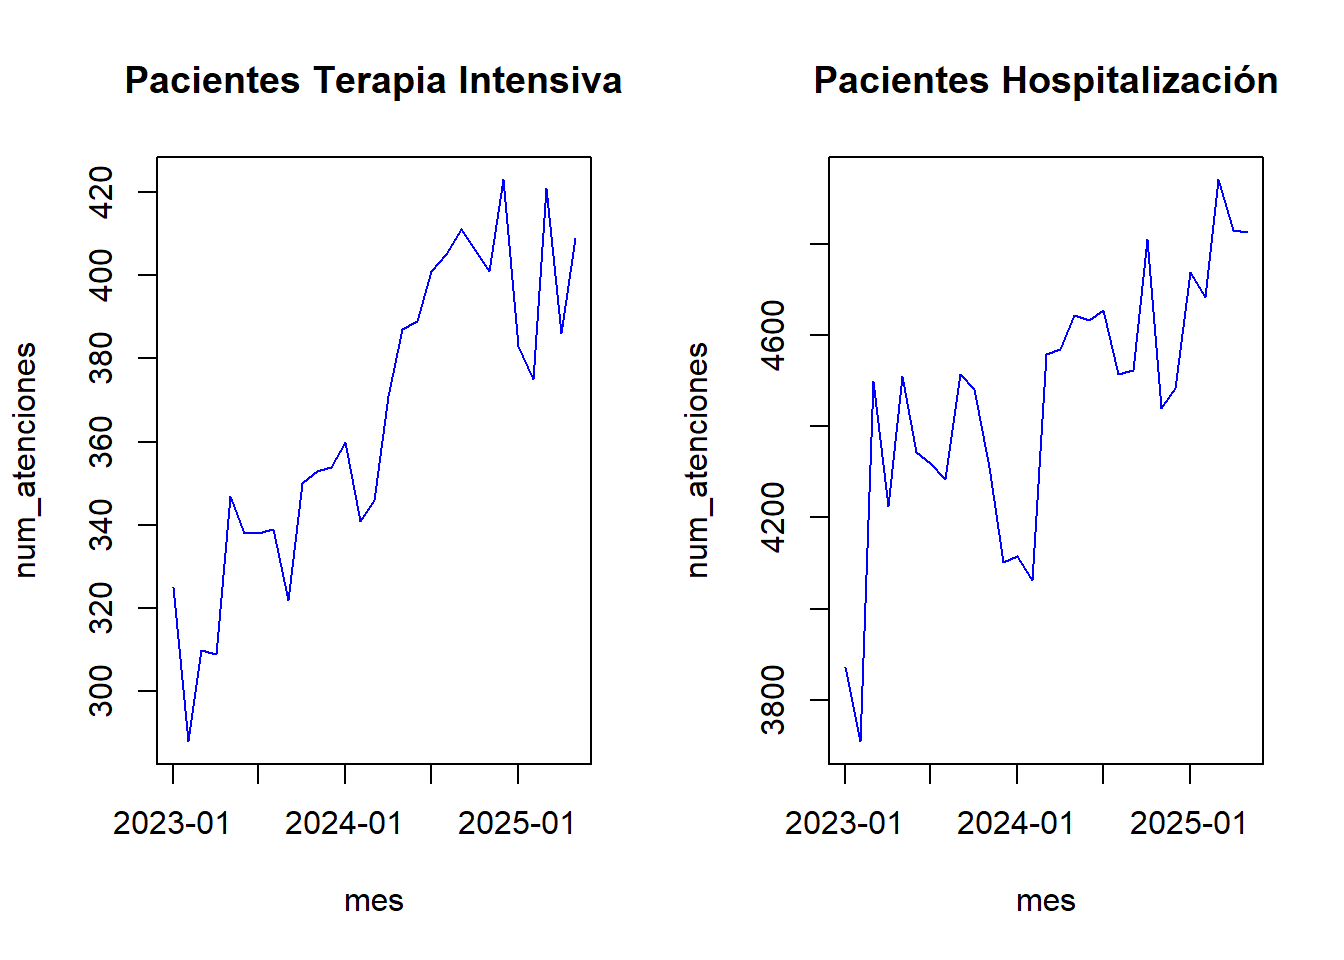 Pacientes Terapia Intensiva
num_atenciones
420
400
380
360
340
320
300
2023-01
2024-01
2025-01
mes
Pacientes Hospitalización
num_atenciones
4600
4200
3800
2023-01
2024-01
2025-01
mes